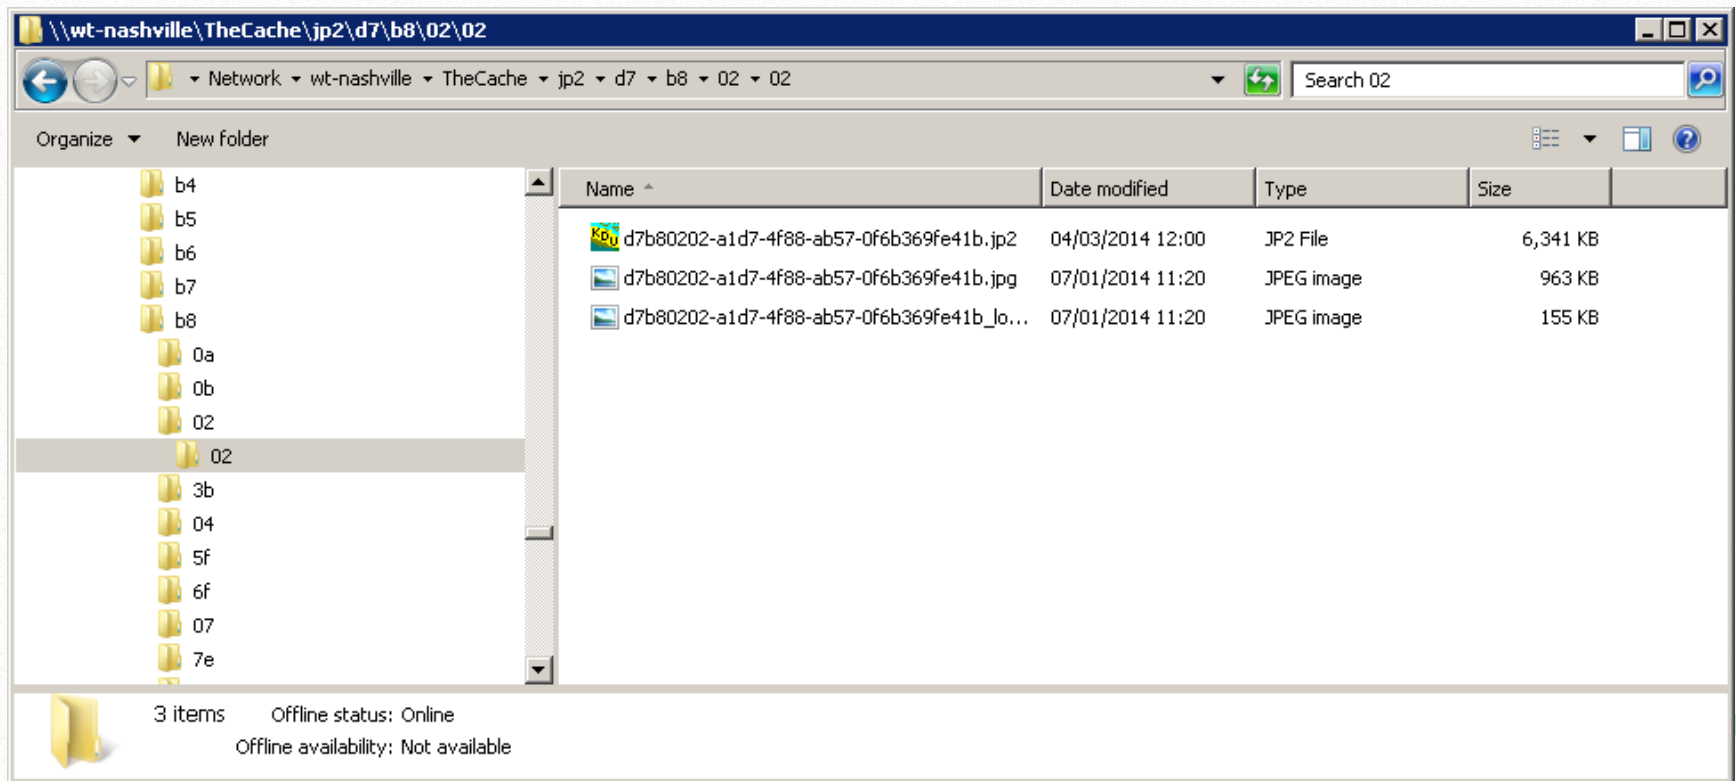 \\wt-nashville\TheCache\jp2\d7\b8\02\02
Network wt-nashville TheCache jp2 d7 b8 02 02
Search 02
Organize New folder
Name Date modified Type Size
b4
b5
b6
b7
b8
0a
0b
02
02
3b
04
5f
6f
07
7e
KDU d7b80202-a1d7-4f88-ab57-0f6b369fe41b.jp2 04/03/2014 12:00 JP2 File 6,341 KB
d7b80202-a1d7-4f88-ab57-0f6b369fe41b.jpg 07/01/2014 11:20 JPEG image 963 KB
d7b80202-a1d7-4f88-ab57-0f6b369fe41b_lo... 07/01/2014 11:20 JPEG image 155 KB
3 items Offline status: Online
Offline availability: Not available